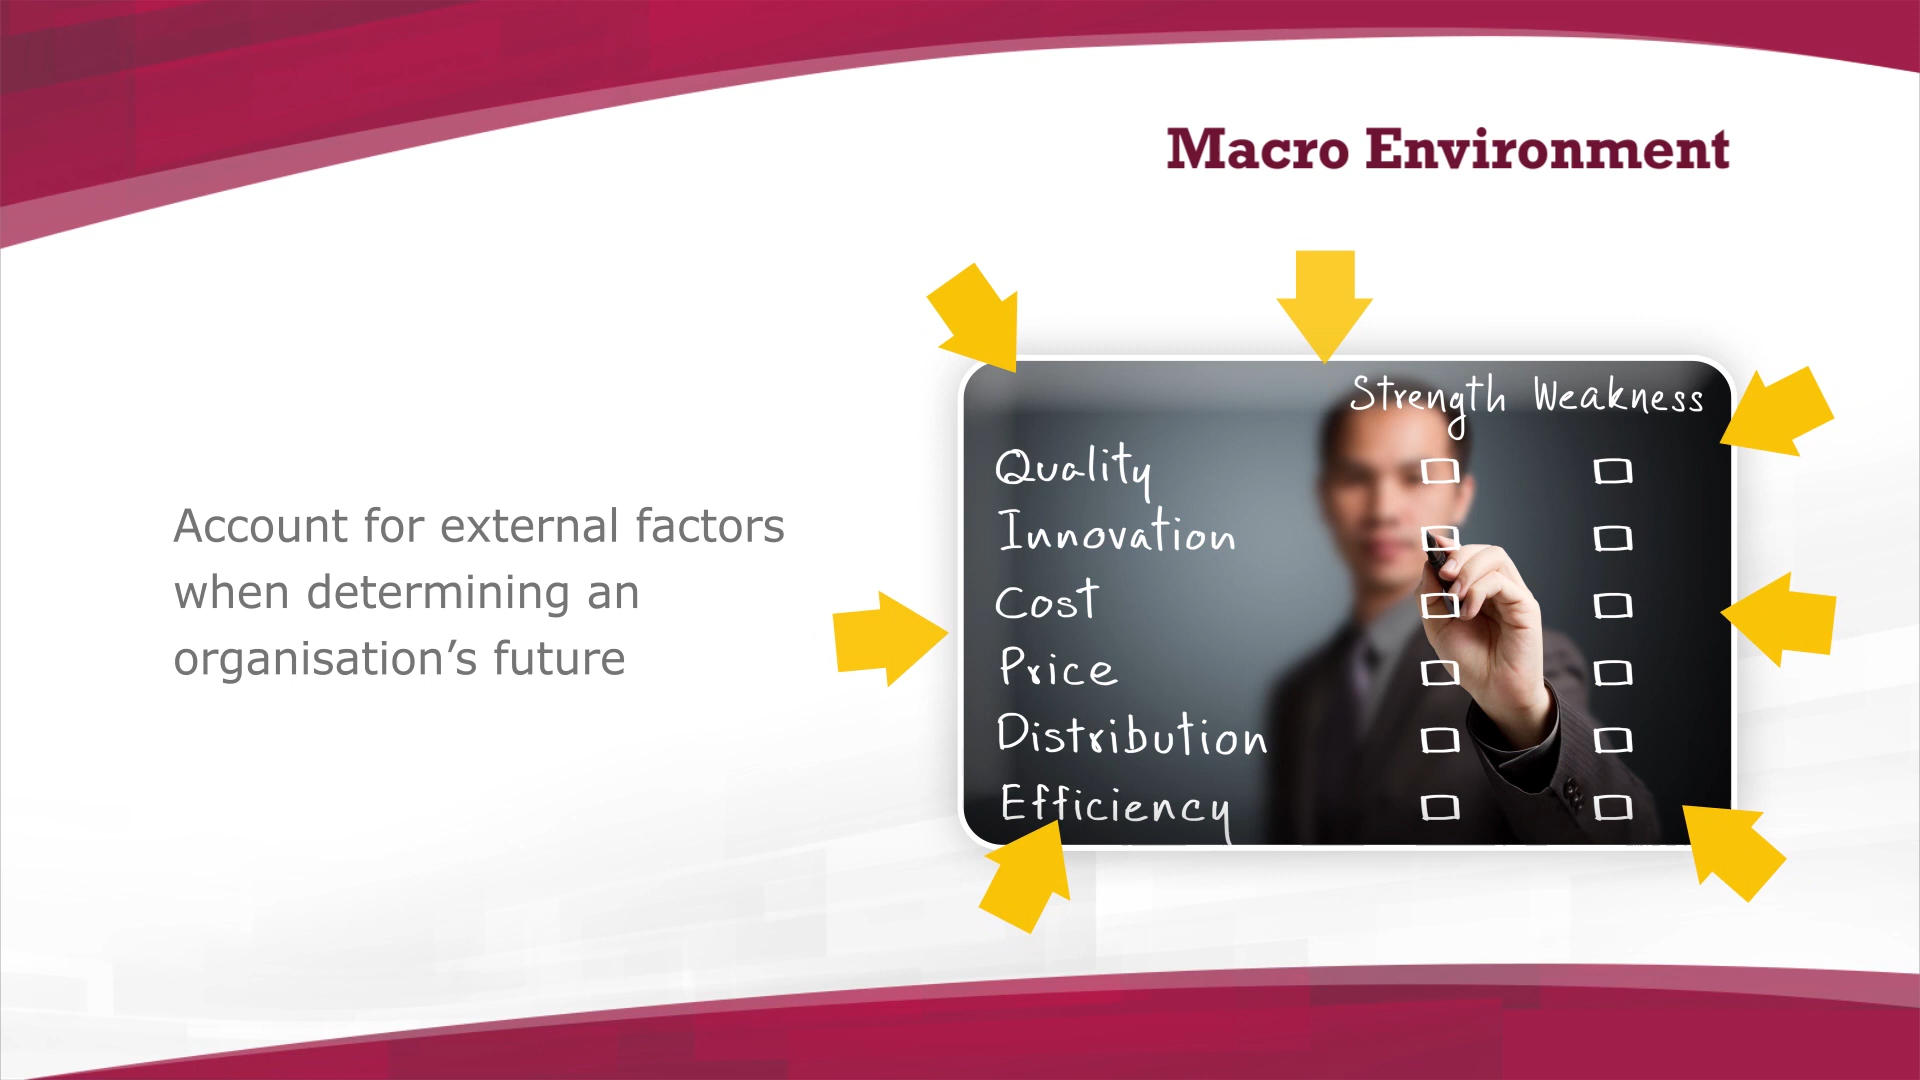 Macro Environment
Account for external factors
when determining an
organisation’s future
Strength Weakness
Quality
Innovation
Cost
Price
Distribution
Efficiency